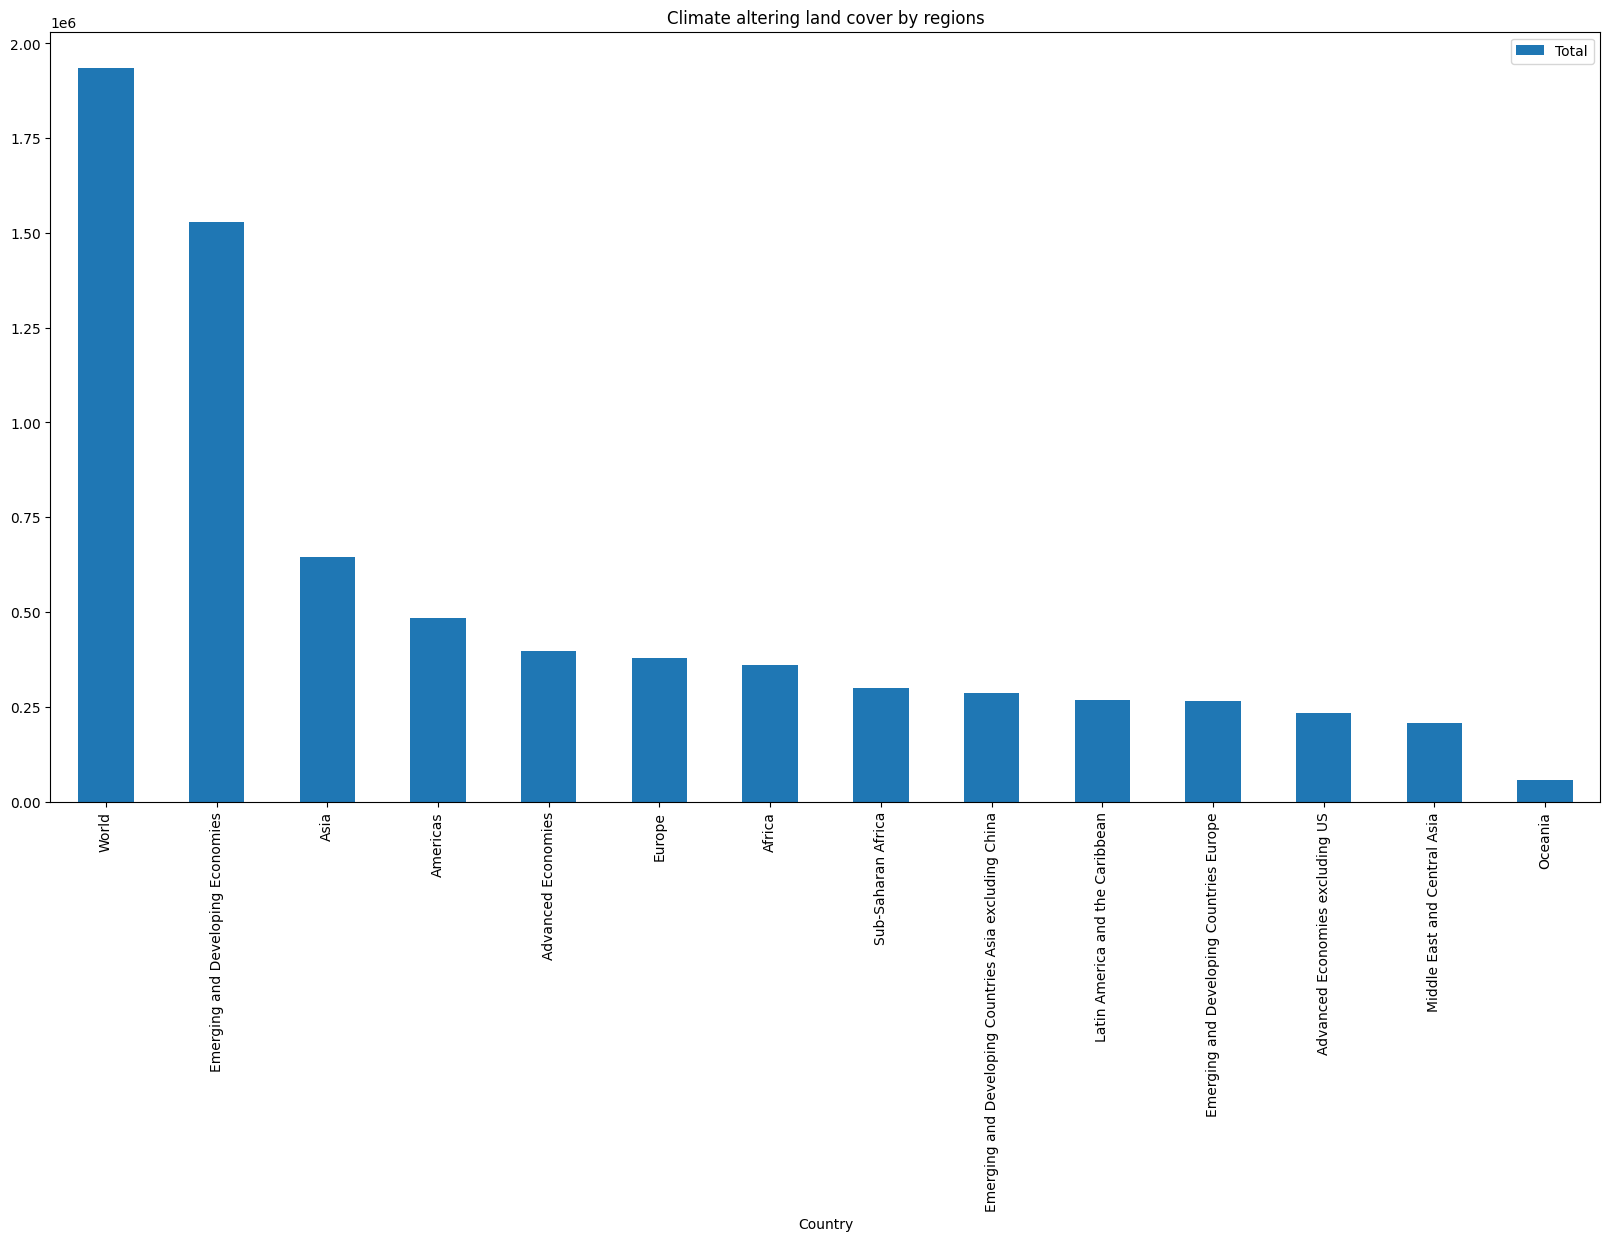 Climate altering land cover by regions
1e6
Total
2.00
1.75
1.50
1.25
1.00
0.75
0.50
0.25
0.00
World
Emerging and Developing Economies
Asia
Americas
Advanced Economies
Europe
Africa
Sub-Saharan Africa
Emerging and Developing Countries Asia excluding China
Latin America and the Caribbean
Emerging and Developing Countries Europe
Advanced Economies excluding US
Middle East and Central Asia
Oceania
Country